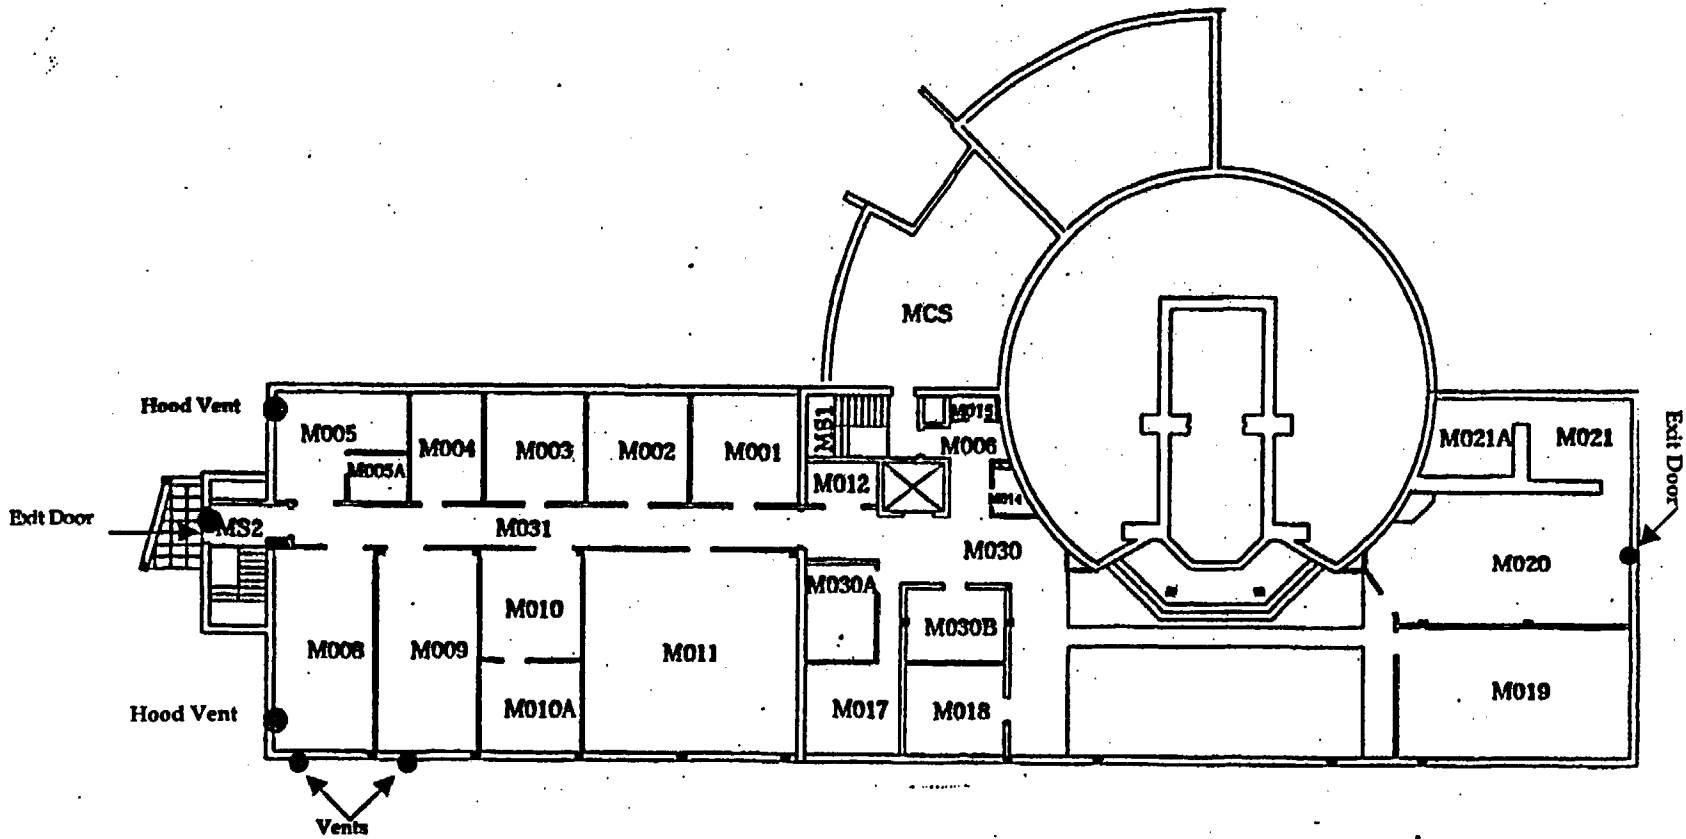 MCS
Hood Vent
M005
M005A
M004
M003
M002
M001
MS1
M015
M006
M012
M014
M021A
M021
Exit Door
Exit Door
MS2
M031
M030
M020
M030A
M010
M030B
M008
M009
M011
M019
Hood Vent
M010A
M017
M018
Vents